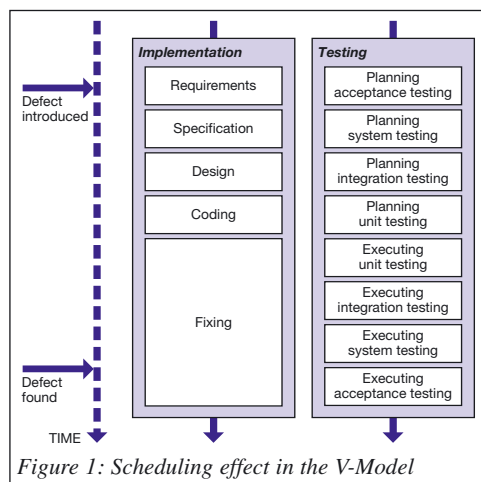 Defect
introduced
Defect
found
TIME
Implementation
Requirements
Specification
Design
Coding
Fixing
Testing
Planning
acceptance testing
Planning
system testing
Planning
integration testing
Planning
unit testing
Executing
unit testing
Executing
integration testing
Executing
system testing
Executing
acceptance testing
Figure 1: Scheduling effect in the V-Model